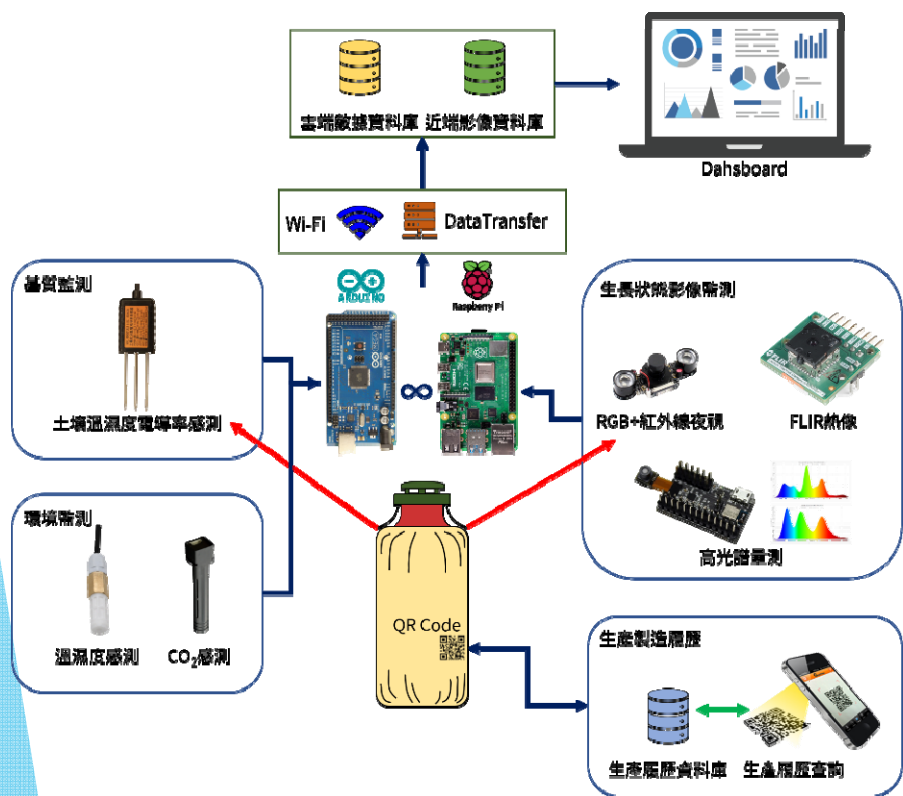 雲端數據資料庫 近端影像資料庫
Dahsboard
Wi-Fi
DataTransfer
基質監測
ARDUINO
Raspberry Pi
生長狀態影像監測
土壤溫濕度電導率感測
RGB+紅外線夜視
FLIR熱像
環境監測
高光譜量測
溫濕度感測
CO₂感測
QR Code
生產製造履歷
生產履歷資料庫
生產履歷查詢